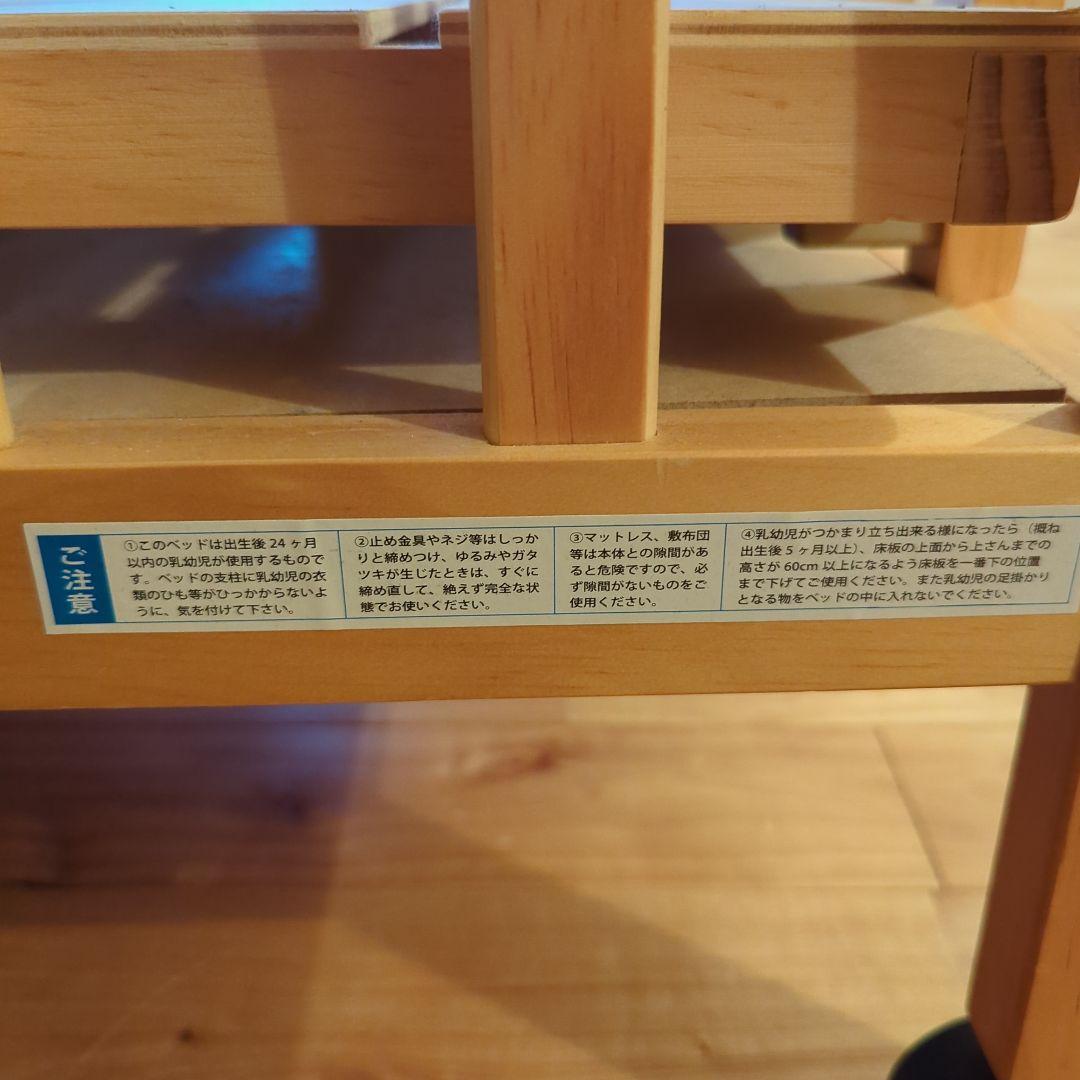 ご注意
①このベッドは出生後 24 ヶ月
以内の乳幼児が使用するもので
す。ベッドの支柱に乳幼児の衣
類のひも等がひっかからないよ
うに、気を付けて下さい。
②止め金具やネジ等はしっか
りと締めつけ、ゆるみやガタ
ツキが生じたときは、すぐに
締め直して、絶えず完全な状
態でお使いください。
③マットレス、敷布団
等は本体との隙間があ
ると危険ですので、必
ず隙間がないものをご
使用ください。
④乳幼児がつかまり立ち出来る様になったら（概ね
出生後 5 ヶ月以上）、床板の上面から上さんまでの
高さが 60cm 以上になるよう床板を一番下の位置
まで下げてご使用ください。また乳幼児の足掛かり
となる物をベッドの中に入れないでください。